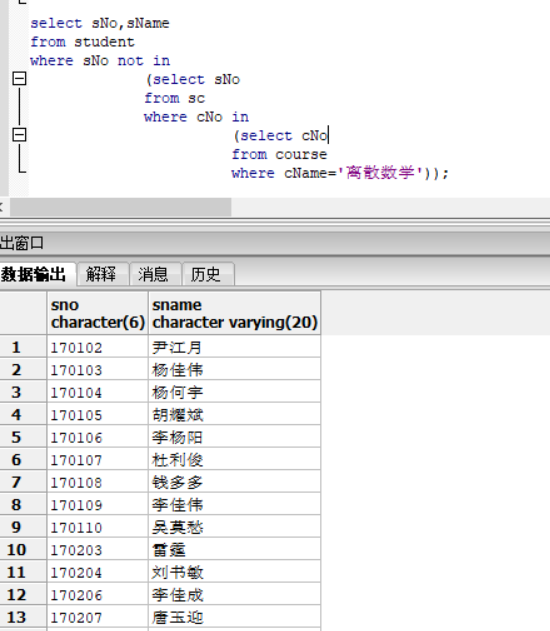 select sNo,sName
from student
where sNo not in
(select sNo
from sc
where cNo in
(select cNo
from course
where cName='离散数学'));
出窗口
数据输出 解释 消息 历史
sno sname
character(6) character varying(20)
1 170102 尹江月
2 170103 杨佳伟
3 170104 杨何宇
4 170105 胡耀斌
5 170106 李杨阳
6 170107 杜利俊
7 170108 钱多多
8 170109 李佳伟
9 170110 吴莫愁
10 170203 雷霆
11 170204 刘书敏
12 170206 李佳成
13 170207 唐玉迎